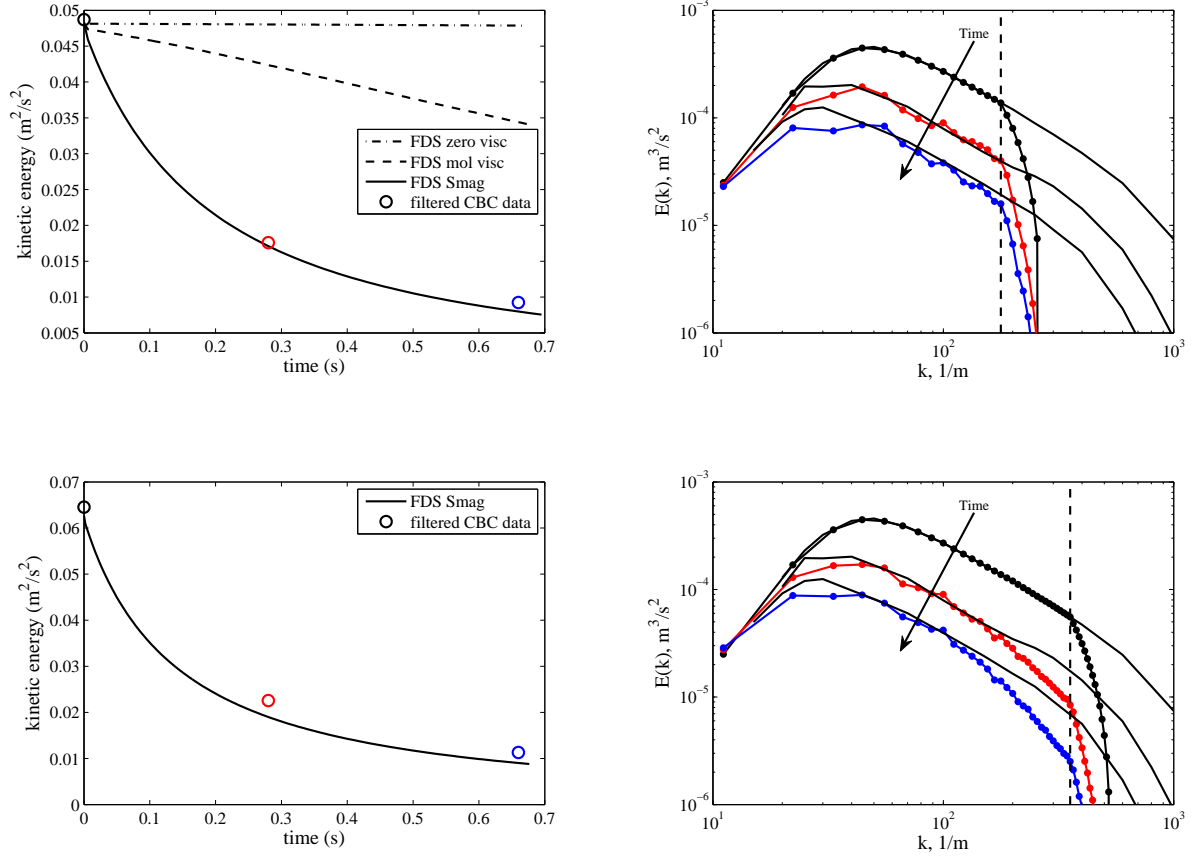 0.05
0.045
0.04
0.035
0.03
0.025
0.02
0.015
0.01
0.005
kinetic energy (m²/s²)
FDS zero visc
FDS mol visc
FDS Smag
filtered CBC data
0 0.1 0.2 0.3 0.4 0.5 0.6 0.7
time (s)
10⁻³
10⁻⁴
10⁻⁵
10⁻⁶
E(k), m³/s²
Time
10¹ 10² 10³
k, 1/m
0.07
0.06
0.05
0.04
0.03
0.02
0.01
0
kinetic energy (m²/s²)
FDS Smag
filtered CBC data
0 0.1 0.2 0.3 0.4 0.5 0.6 0.7
time (s)
10⁻³
10⁻⁴
10⁻⁵
10⁻⁶
E(k), m³/s²
Time
10¹ 10² 10³
k, 1/m